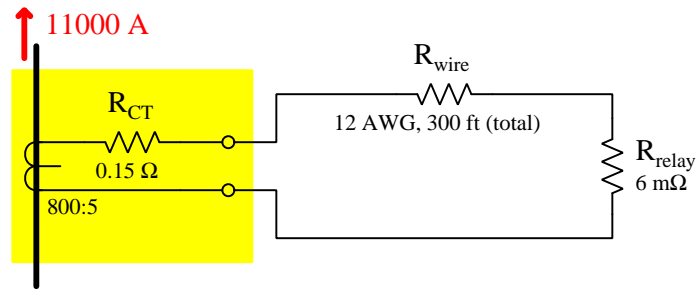 11000 A
R_wire
R_CT
12 AWG, 300 ft (total)
R_relay
0.15 Ω
6 mΩ
800:5